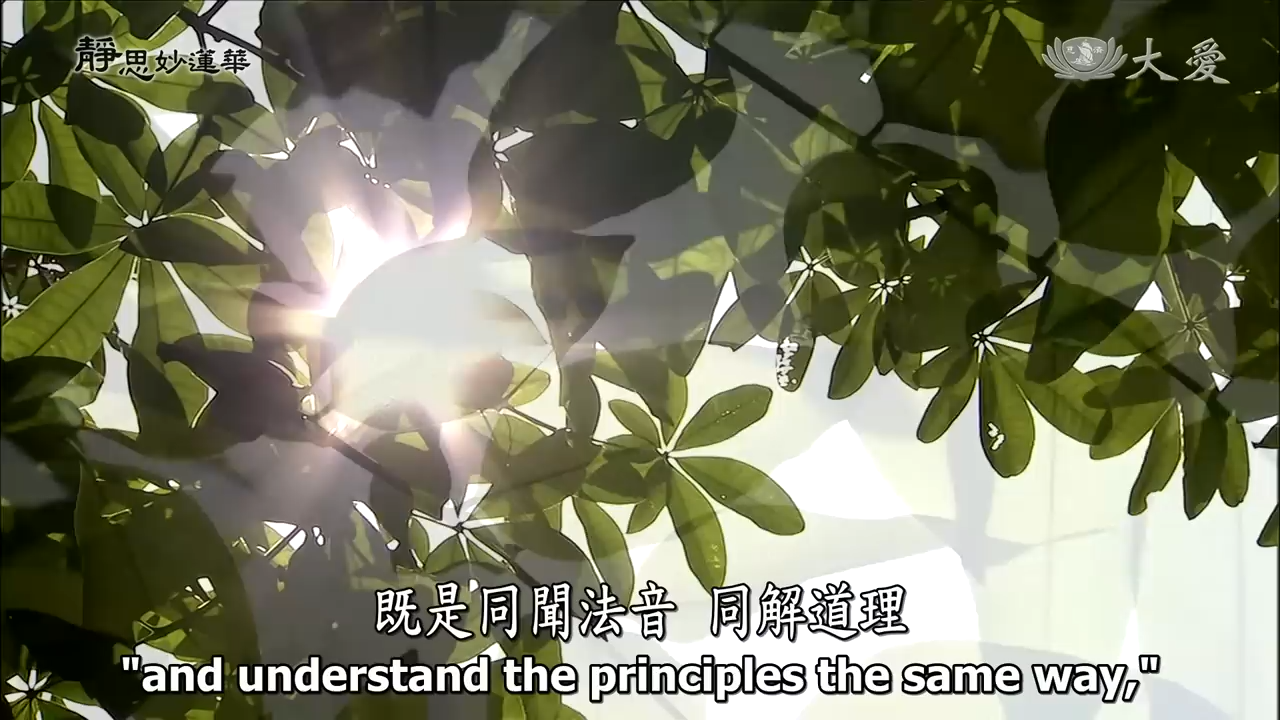 靜思妙蓮華
大愛
既是同聞法音 同解道理
"and understand the principles the same way,"